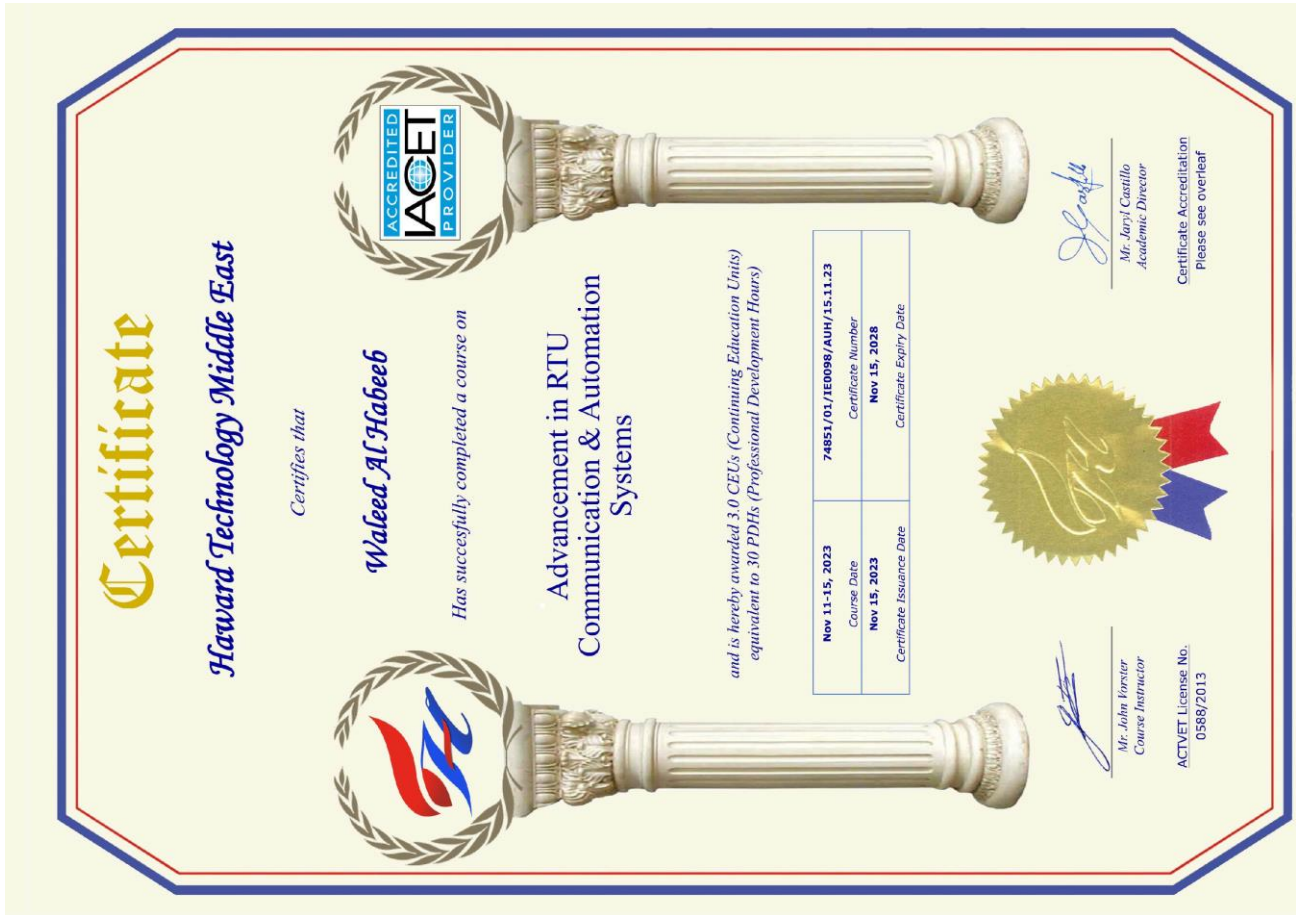 Certificate
Haward Technology Middle East
Certifies that
ACCREDITED
IACET
PROVIDER
Waleed Al Habeeb
Has succesfully completed a course on
Advancement in RTU
Communication & Automation
Systems
and is hereby awarded 3.0 CEUs (Continuing Education Units)
equivalent to 30 PDHs (Professional Development Hours)
Nov 11-15, 2023
74851/01/IE0098/AUH/15.11.23
Course Date
Certificate Number
Nov 15, 2023
Nov 15, 2028
Certificate Issuance Date
Certificate Expiry Date
Mr. John Vorster
Course Instructor
Mr. Jaryl Castillo
Academic Director
ACTVET License No.
0588/2013
Certificate Accreditation
Please see overleaf